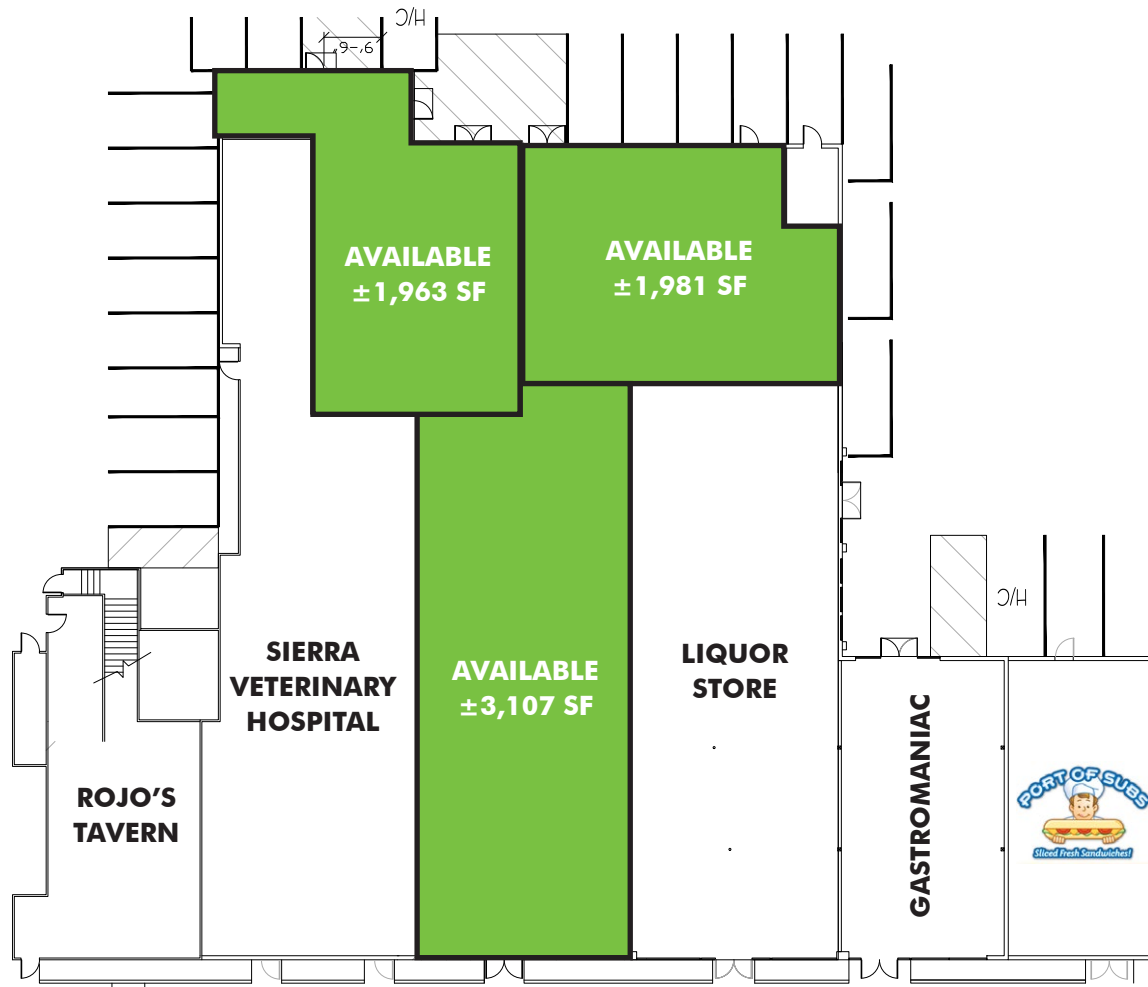 H/C
9'-6"
AVAILABLE
±1,963 SF
AVAILABLE
±1,981 SF
H/C
SIERRA
VETERINARY
HOSPITAL
AVAILABLE
±3,107 SF
LIQUOR
STORE
ROJO'S
TAVERN
GASTROMANIAC
PORT OF SUBS
Sliced Fresh Sandwiches!